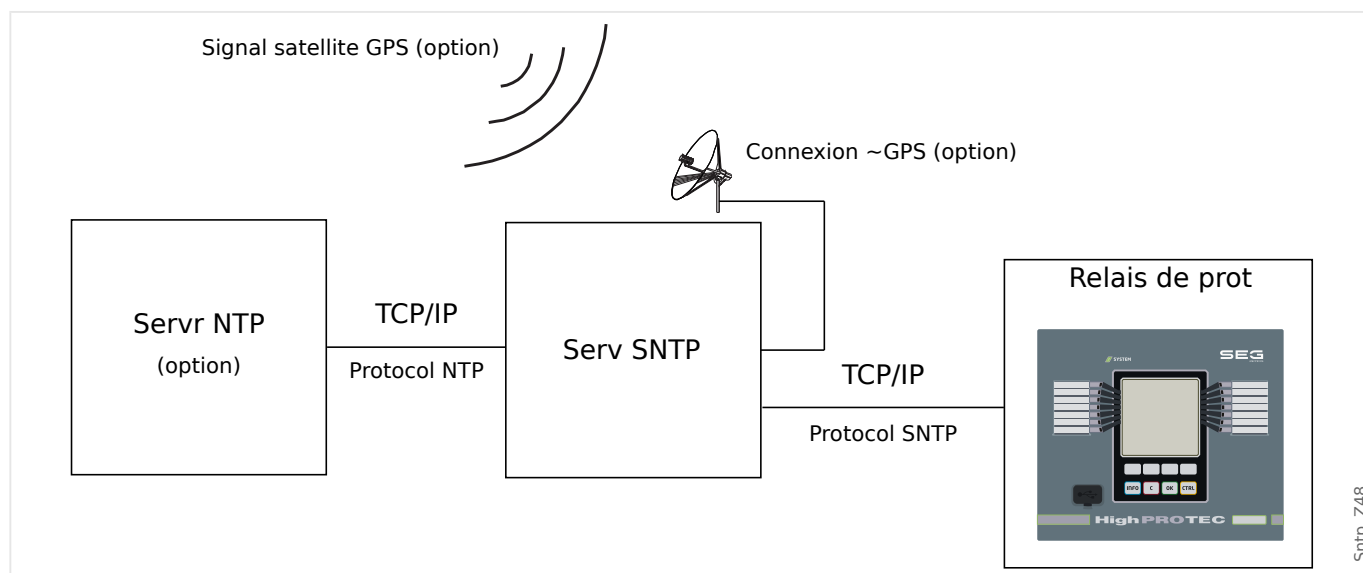 Signal satellite GPS (option)
Connexion ~GPS (option)
Servr NTP
(option)
TCP/IP
Protocol NTP
Serv SNTP
TCP/IP
Protocol SNTP
Relais de prot
SYSTEM
SEG
INFO
C
OK
CTRL
HighPROTEC
Sntp_Z48